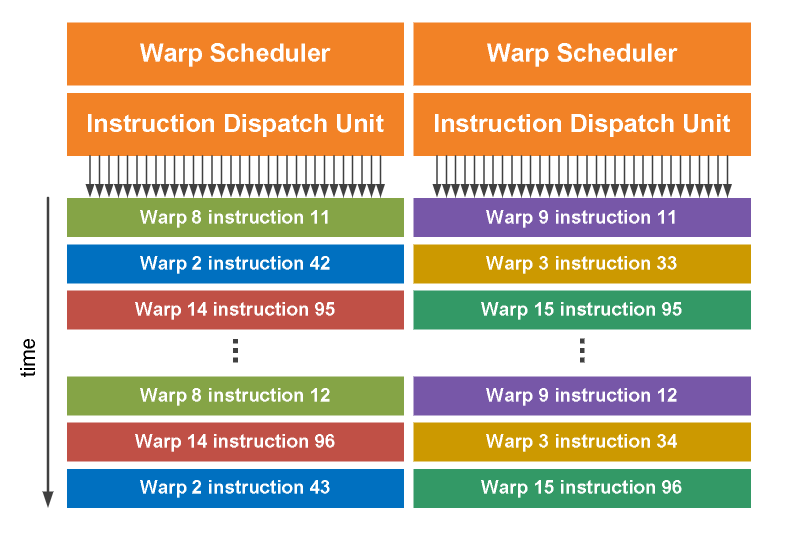 Warp Scheduler
Warp Scheduler
Instruction Dispatch Unit
Instruction Dispatch Unit
Warp 8 instruction 11
Warp 9 instruction 11
Warp 2 instruction 42
Warp 3 instruction 33
Warp 14 instruction 95
Warp 15 instruction 95
time
Warp 8 instruction 12
Warp 9 instruction 12
Warp 14 instruction 96
Warp 3 instruction 34
Warp 2 instruction 43
Warp 15 instruction 96